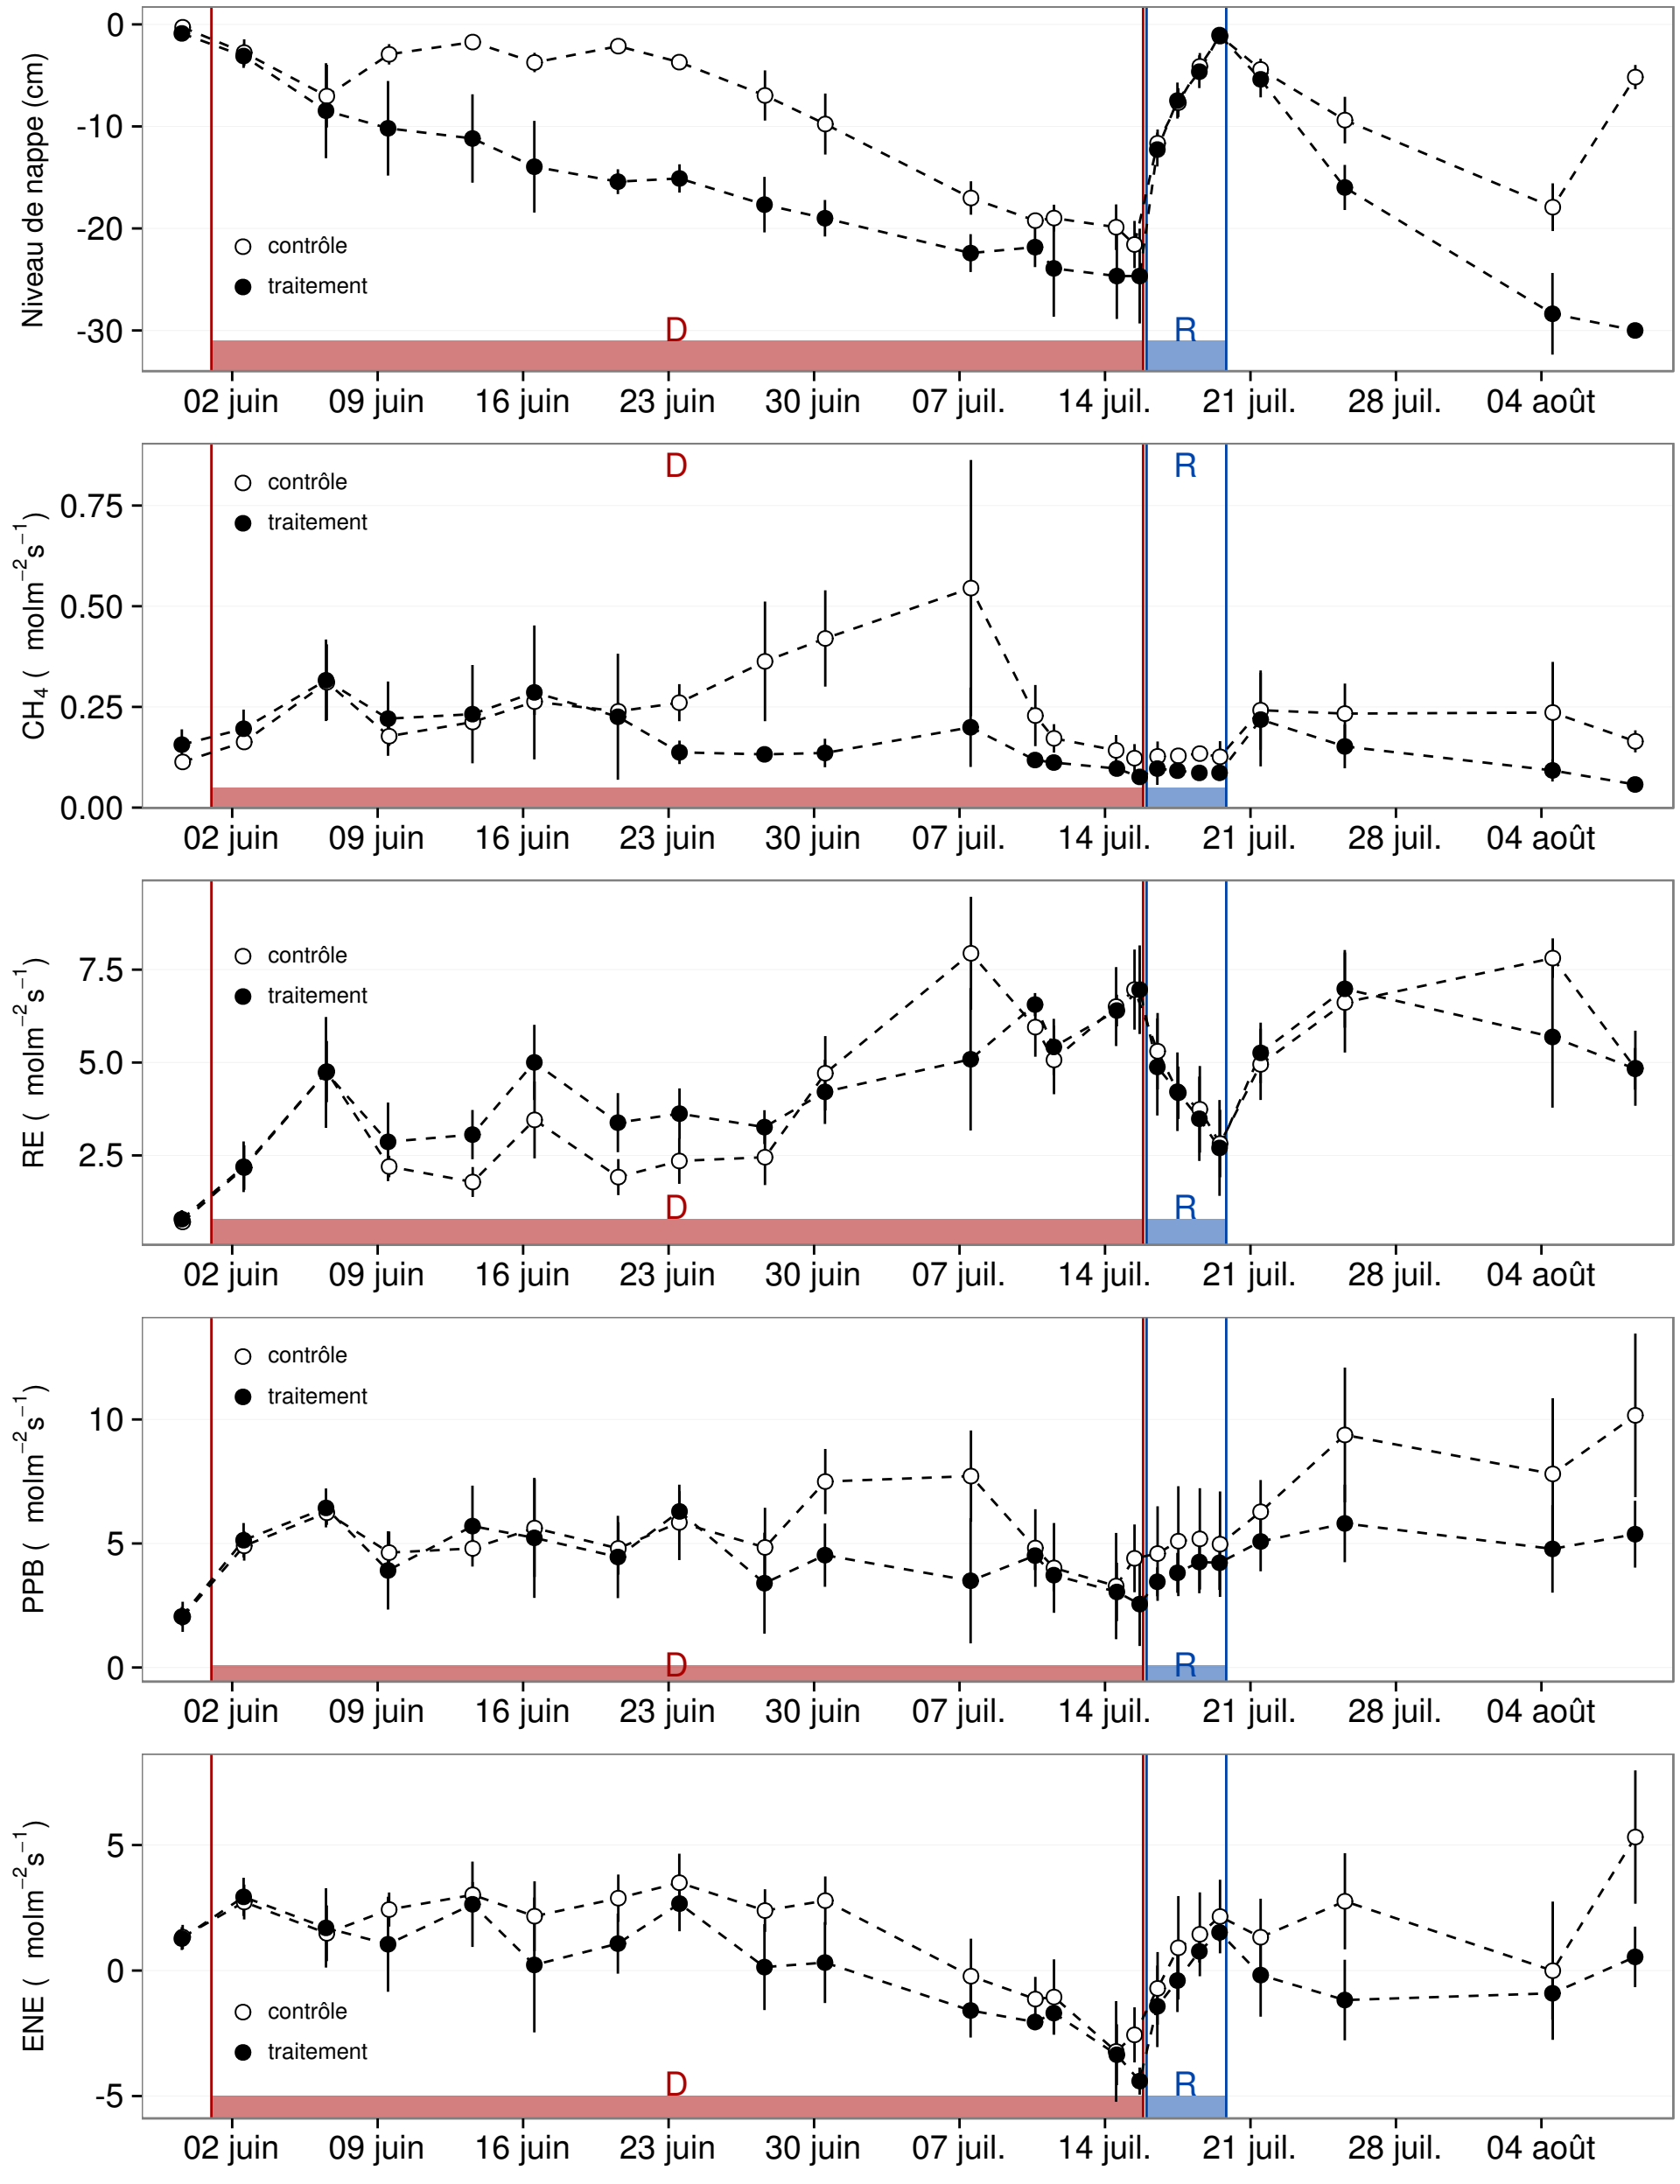 Niveau de nappe (cm)
0
-10
-20
-30
contrôle
traitement
D
R
02 juin 09 juin 16 juin 23 juin 30 juin 07 juil. 14 juil. 21 juil. 28 juil. 04 août
CH₄ ( molm⁻²s⁻¹)
0.75
0.50
0.25
0.00
contrôle
traitement
D
R
02 juin 09 juin 16 juin 23 juin 30 juin 07 juil. 14 juil. 21 juil. 28 juil. 04 août
RE ( molm⁻²s⁻¹)
7.5
5.0
2.5
contrôle
traitement
D
R
02 juin 09 juin 16 juin 23 juin 30 juin 07 juil. 14 juil. 21 juil. 28 juil. 04 août
PPB ( molm⁻²s⁻¹)
10
5
0
contrôle
traitement
D
R
02 juin 09 juin 16 juin 23 juin 30 juin 07 juil. 14 juil. 21 juil. 28 juil. 04 août
ENE ( molm⁻²s⁻¹)
5
0
-5
contrôle
traitement
D
R
02 juin 09 juin 16 juin 23 juin 30 juin 07 juil. 14 juil. 21 juil. 28 juil. 04 août